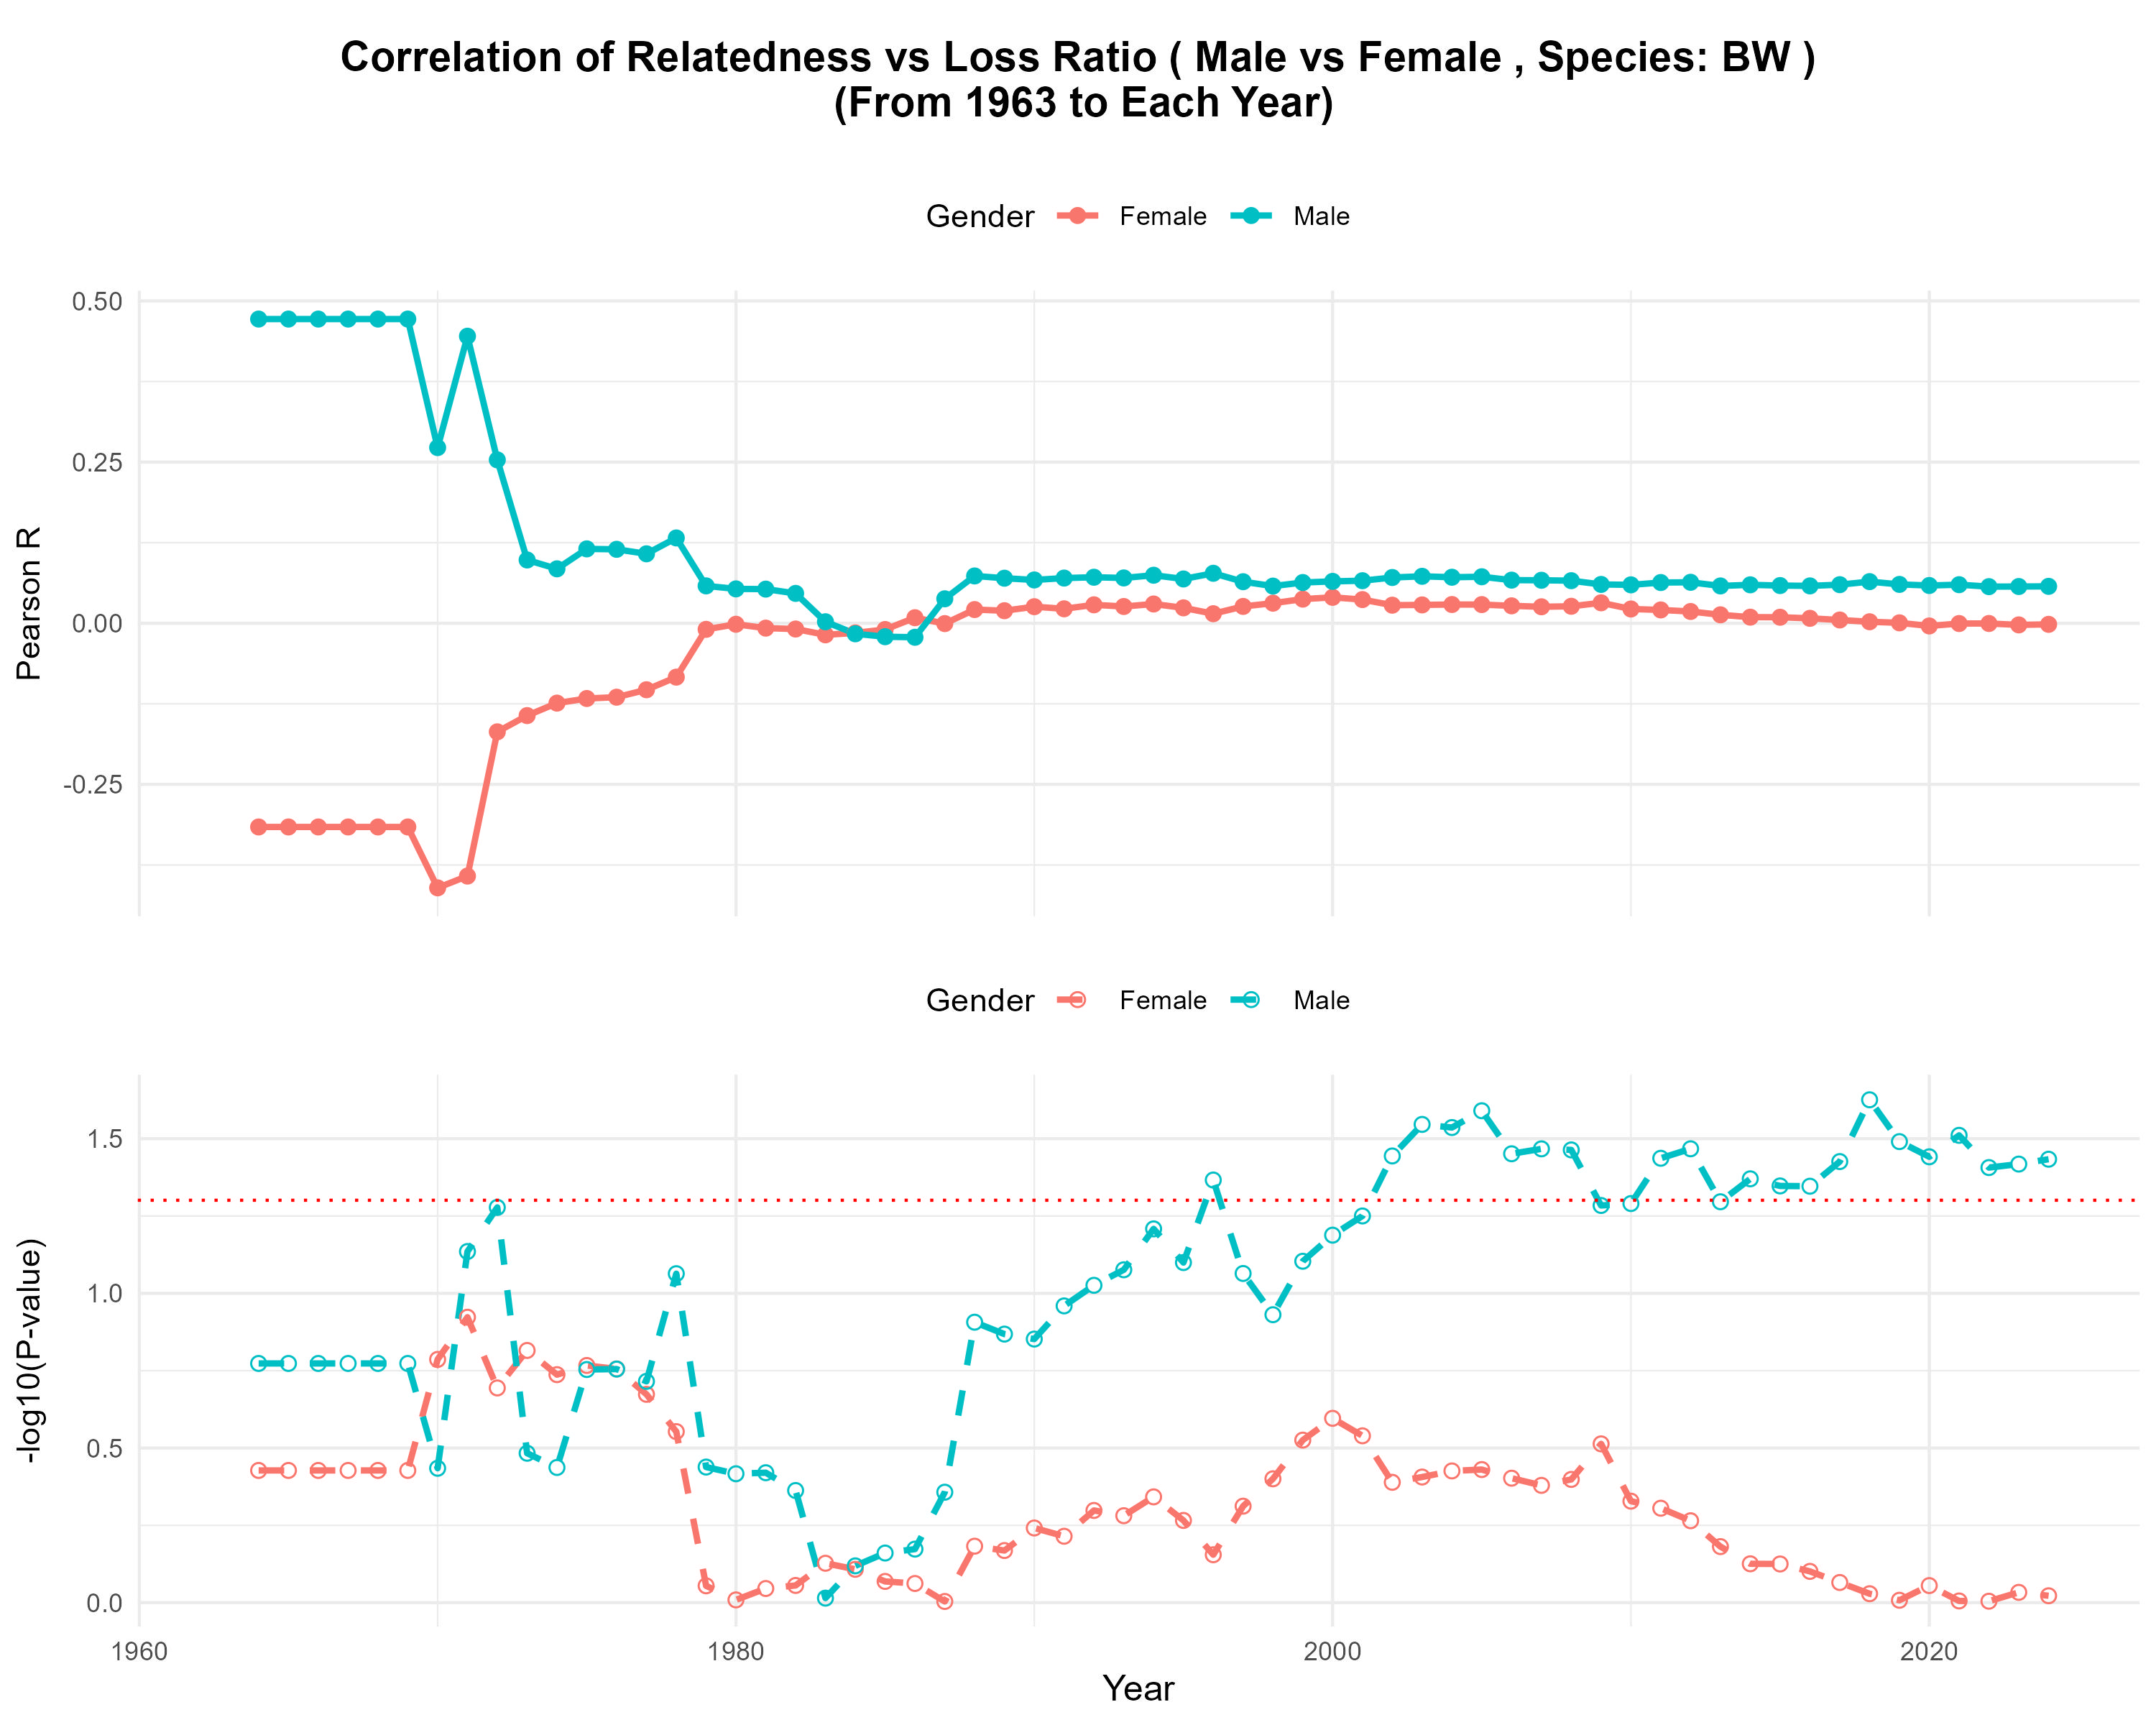 Correlation of Relatedness vs Loss Ratio ( Male vs Female , Species: BW )
(From 1963 to Each Year)
Gender Female Male
0.50
0.25
0.00
-0.25
Pearson R
Gender Female Male
1.5
1.0
0.5
0.0
-log10(P-value)
1960 1980 2000 2020
Year